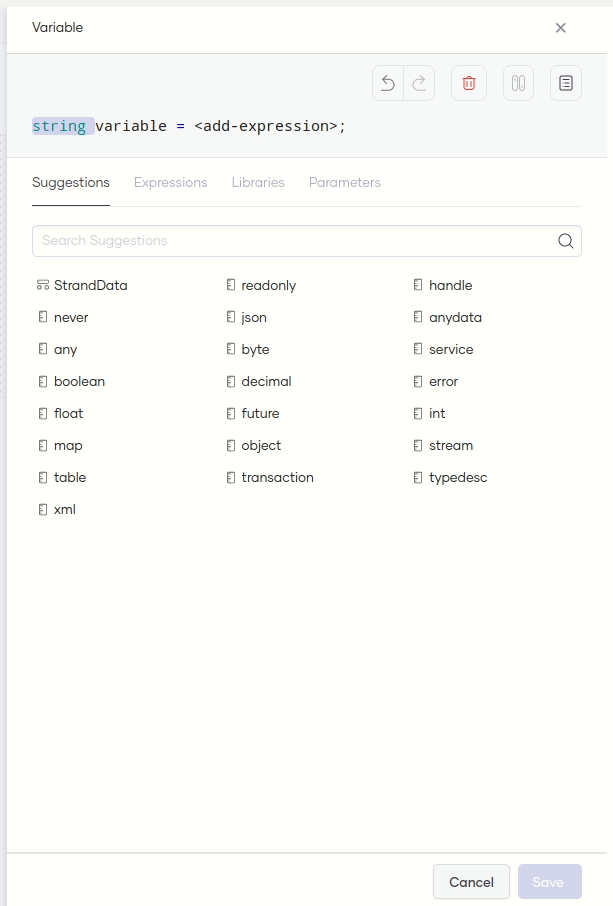 Variable
string variable = <add-expression>;
Suggestions Expressions Libraries Parameters
Search Suggestions
StrandData readonly handle
never json anydata
any byte service
boolean decimal error
float future int
map object stream
table transaction typedesc
xml
Cancel Save